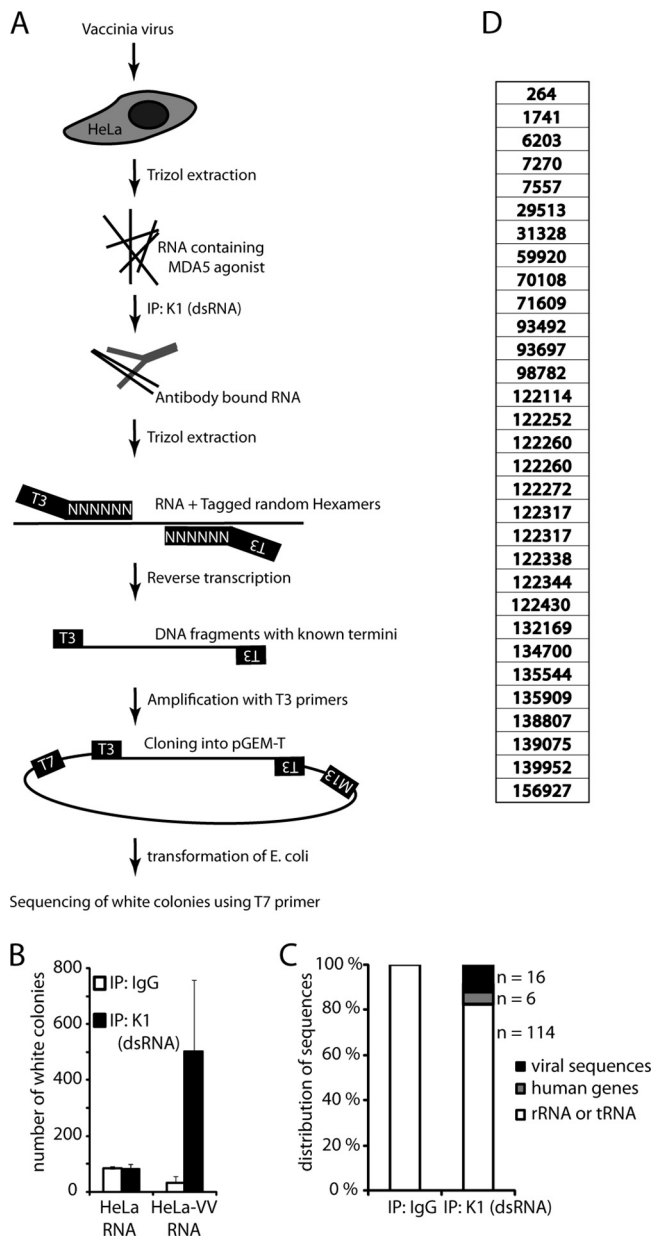 A
Vaccinia virus
HeLa
Trizol extraction
RNA containing
MDA5 agonist
IP: K1 (dsRNA)
Antibody bound RNA
Trizol extraction
T3
NNNNNN
RNA + Tagged random Hexamers
NNNNNN
T3
Reverse transcription
T3
DNA fragments with known termini
T3
Amplification with T3 primers
T7
T3
Cloning into pGEM-T
T3
M13
transformation of E. coli
Sequencing of white colonies using T7 primer
D
264
1741
6203
7270
7557
29513
31328
59920
70108
71609
93492
93697
98782
122114
122252
122260
122260
122272
122317
122317
122338
122344
122430
132169
134700
135544
135909
138807
139075
139952
156927
B
number of white colonies
800
600
400
200
0
IP: IgG
IP: K1
(dsRNA)
HeLa
RNA
HeLa-VV
RNA
C
distribution of sequences
100 %
80 %
60 %
40 %
20 %
0 %
n = 16
n = 6
n = 114
viral sequences
human genes
rRNA or tRNA
IP: IgG
IP: K1 (dsRNA)